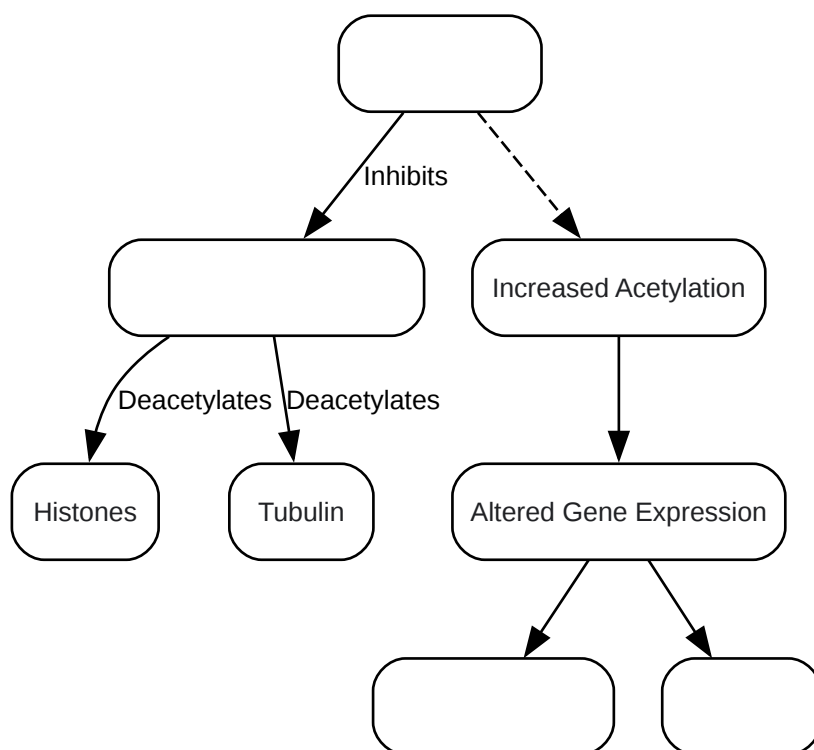 Inhibits
Increased Acetylation
Deacetylates
Deacetylates
Histones
Tubulin
Altered Gene Expression